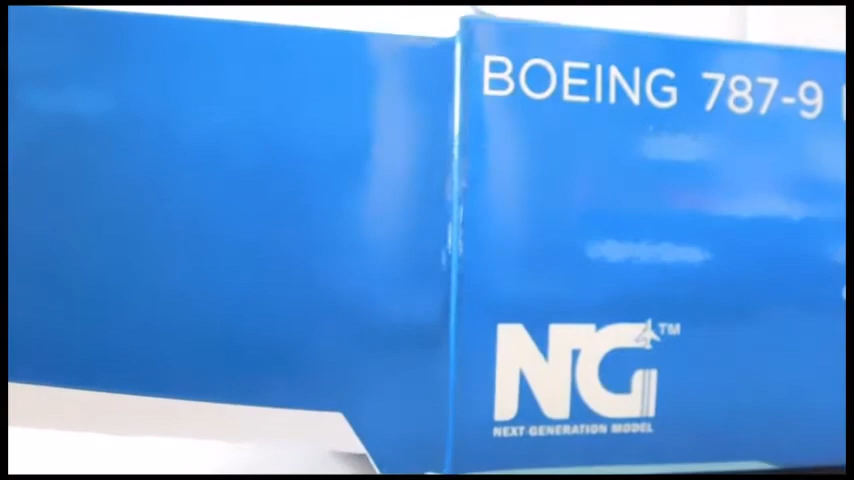 BOEING 787-9
NG™
NEXT GENERATION MODEL